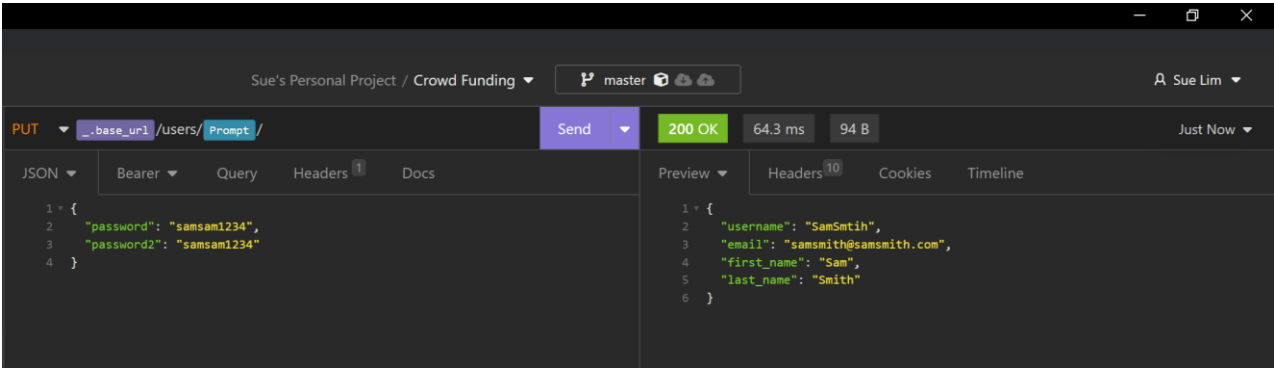 Sue's Personal Project / Crowd Funding master Sue Lim
PUT _.base_url /users/ Prompt / Send 200 OK 64.3 ms 94 B Just Now
JSON Bearer Query Headers 1 Docs Preview Headers 10 Cookies Timeline
1 {
2 "password": "samsam1234",
3 "password2": "samsam1234"
4 }
1 {
2 "username": "SamSmtih",
3 "email": "samsmith@samsmith.com",
4 "first_name": "Sam",
5 "last_name": "Smith"
6 }